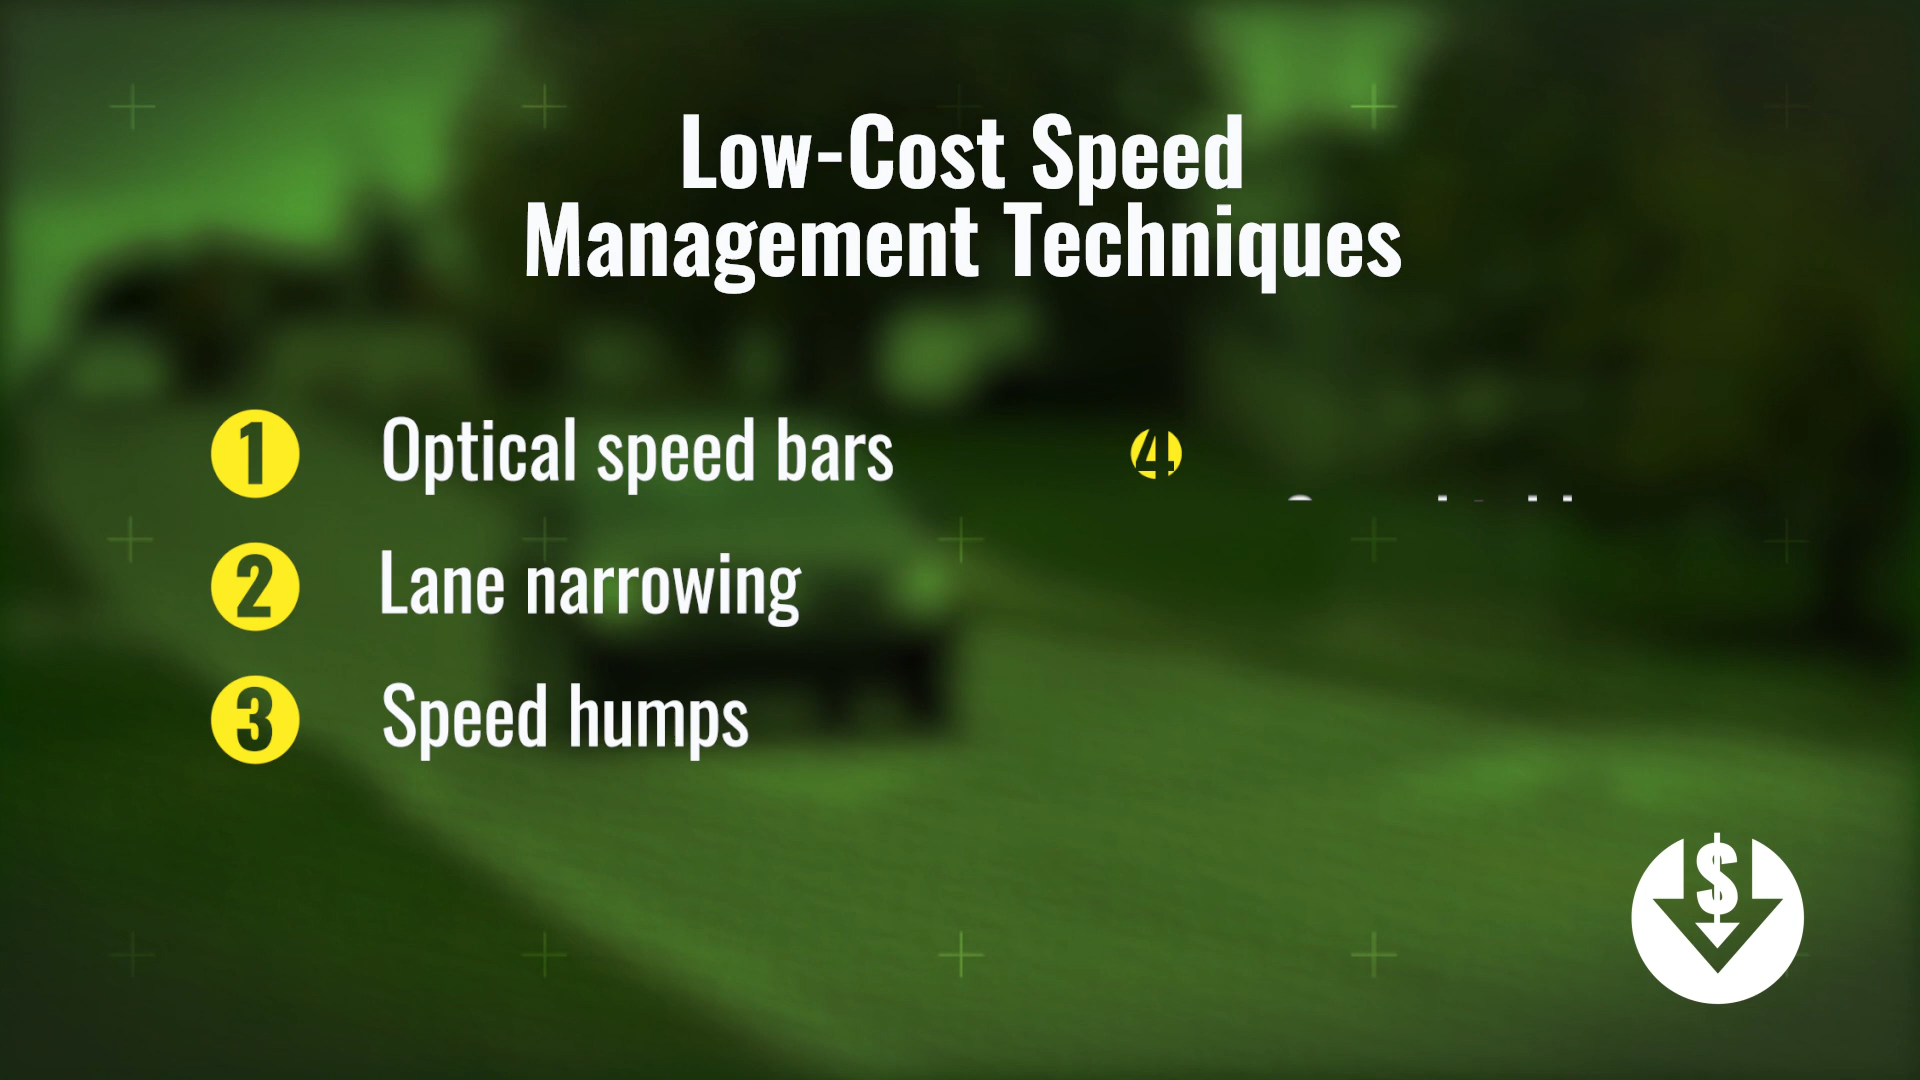 Low-Cost Speed
Management Techniques
1 Optical speed bars
2 Lane narrowing
3 Speed humps
4
$